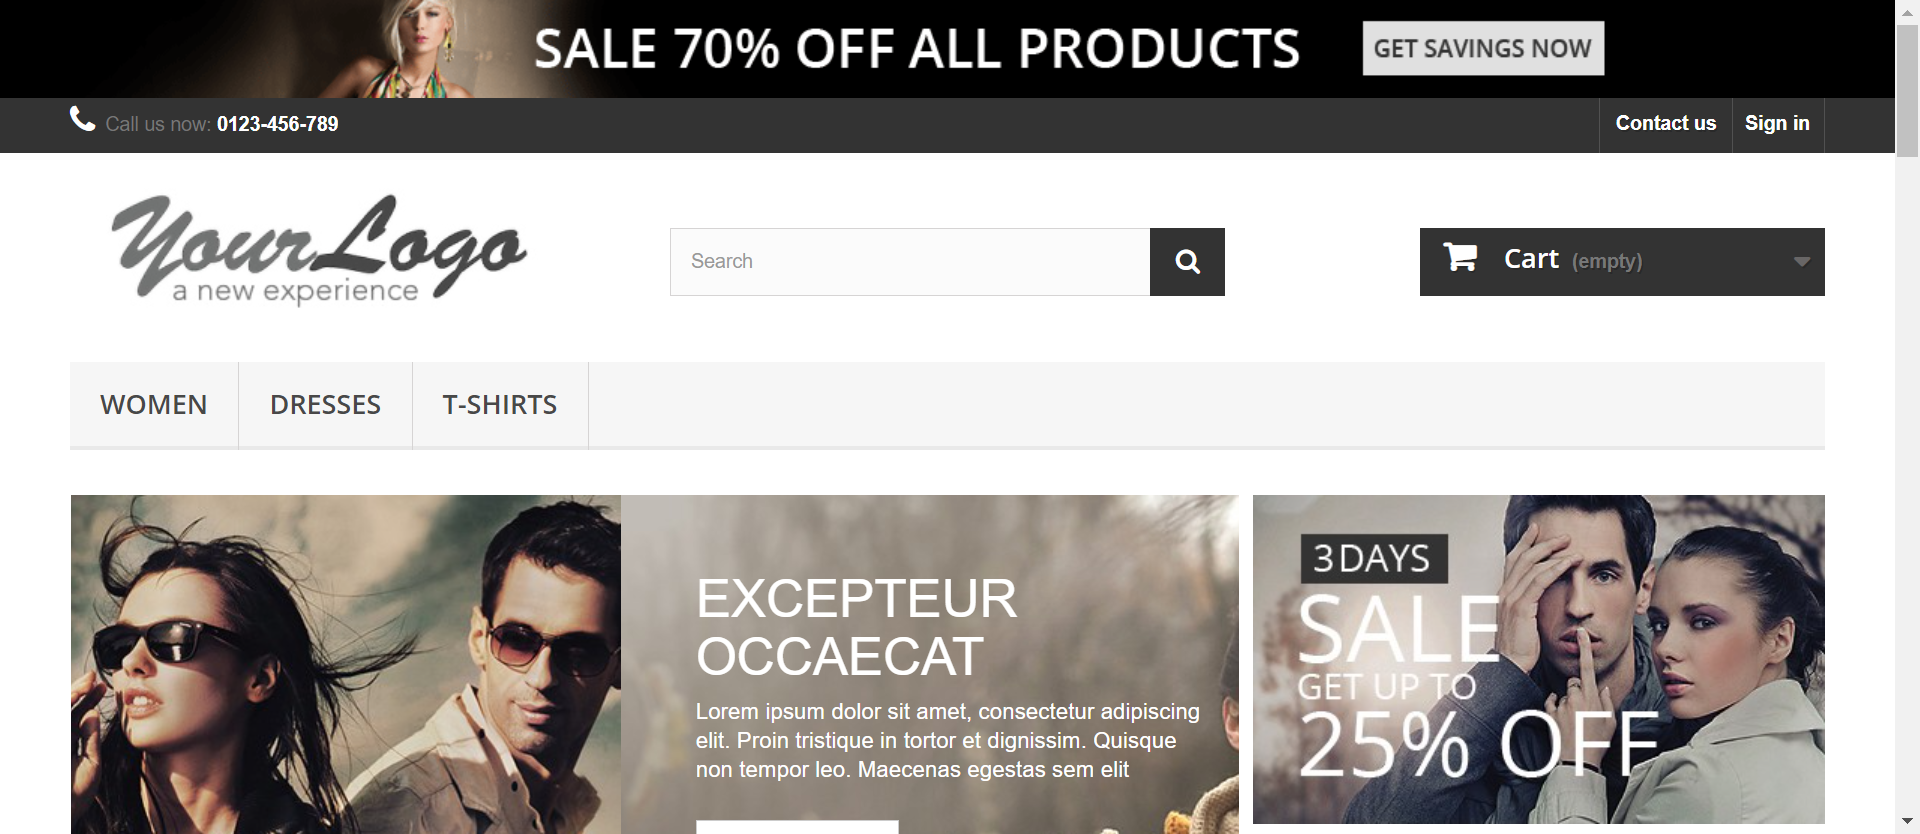 SALE 70% OFF ALL PRODUCTS
GET SAVINGS NOW
Call us now: 0123-456-789
Contact us
Sign in
YourLogo
a new experience
Search
Cart (empty)
WOMEN
DRESSES
T-SHIRTS
EXCEPTEUR
OCCAECAT
Lorem ipsum dolor sit amet, consectetur adipiscing
elit. Proin tristique in tortor et dignissim. Quisque
non tempor leo. Maecenas egestas sem elit
3 DAYS
SALE
GET UP TO
25% OFF